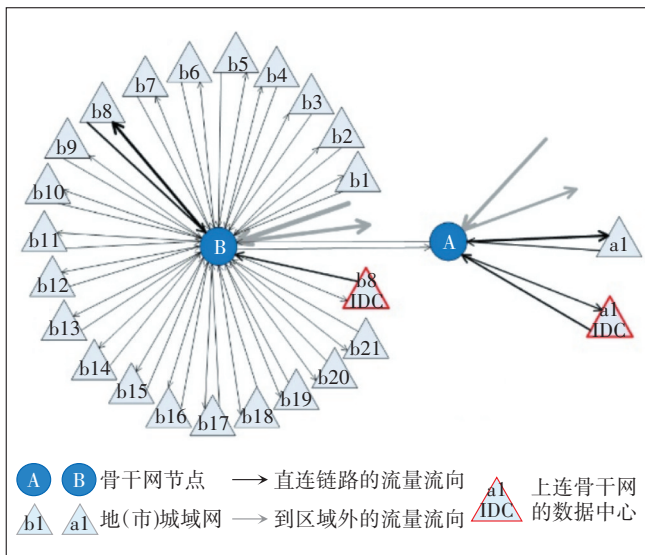 b5
b6
b4
b7
b3
b8
b2
b9
b1
b10
b11
B
A
a1
b12
b8
IDC
b13
a1
IDC
b21
b14
b20
b15
b19
b16
b17
b18
A B 骨干网节点 直连链路的流量流向 a1 IDC 上连骨干网
b1 a1 地(市)城域网 到区域外的流量流向 的数据中心